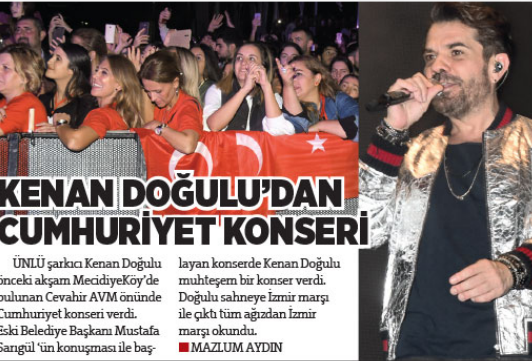 KENAN DOĞULU'DAN
CUMHURİYET KONSERİ
ÜNLÜ şarkıcı Kenan Doğulu
önceki akşam MecidiyeKöy'de
bulunan Cevahir AVM önünde
Cumhuriyet konseri verdi.
Eski Belediye Başkanı Mustafa
Sarıgül 'ün konuşması ile baş-
layan konserde Kenan Doğulu
muhteşem bir konser verdi.
Doğulu sahneye İzmir marşı
ile çıktı tüm ağızdan İzmir
marşı okundu.
MAZLUM AYDIN